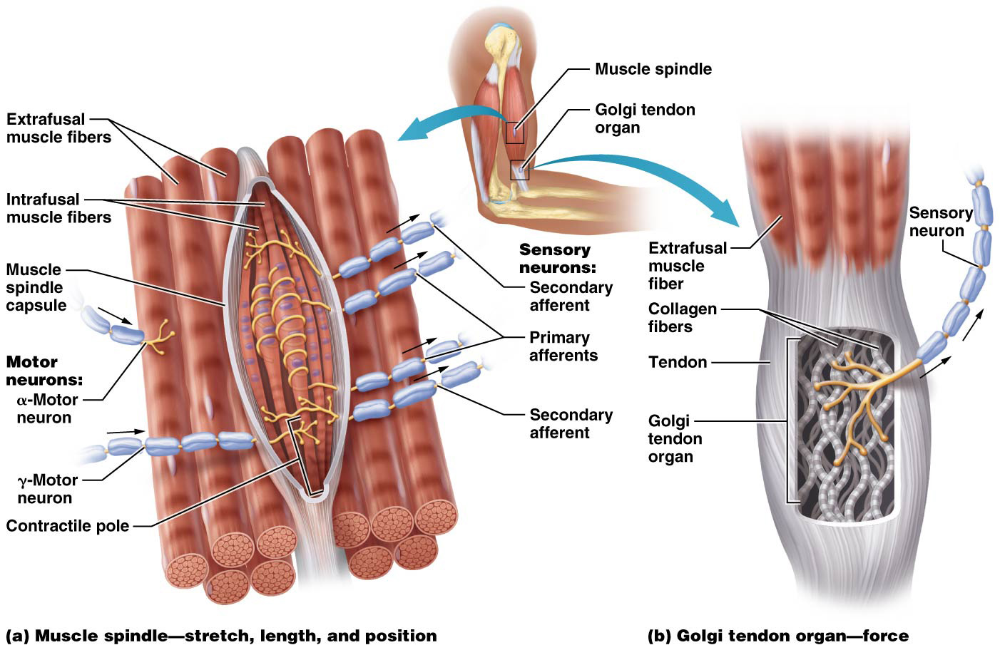 Muscle spindle
Golgi tendon
organ
Extrafusal
muscle fibers
Intrafusal
muscle fibers
Muscle
spindle
capsule
Motor
neurons:
α-Motor
neuron
γ-Motor
neuron
Contractile pole
Sensory
neurons:
Secondary
afferent
Primary
afferents
Secondary
afferent
Extrafusal
muscle
fiber
Collagen
fibers
Tendon
Golgi
tendon
organ
Sensory
neuron
(a) Muscle spindle—stretch, length, and position
(b) Golgi tendon organ—force